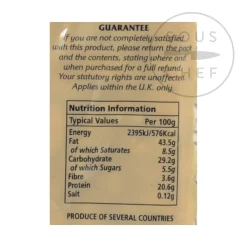 GUARANTEE
If you are not completely satisfied
with this product, please return the pack
and the contents, stating where and
when purchased for a full refund.
Your statutory rights are unaffected.
Applies within the U.K. only
SOUS
CHEF
Nutrition Information
Typical Values Per 100g
Energy 2395kJ/576Kcal
Fat 43.5g
of which Saturates 8.5g
Carbohydrate 29.2g
of which Sugars 5.5g
Fibre 3.6g
Protein 20.6g
Salt 0.12g
PRODUCE OF SEVERAL COUNTRIES